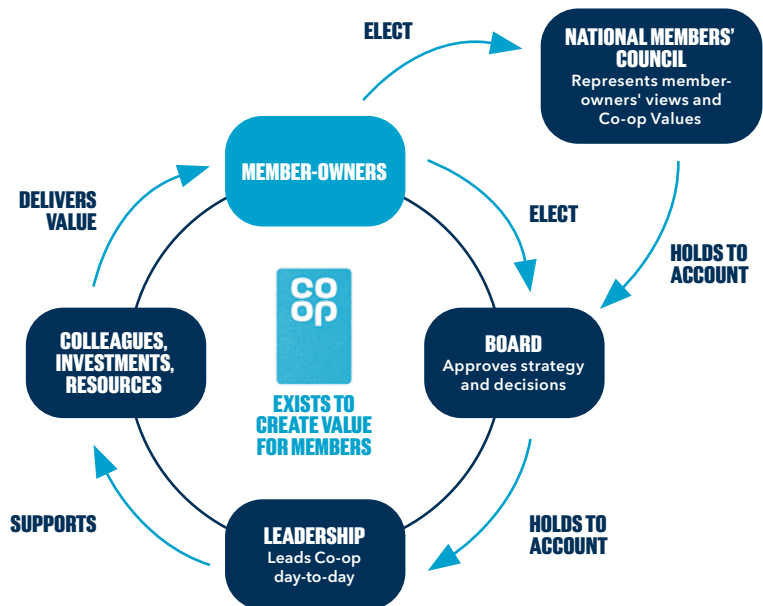 ELECT
NATIONAL MEMBERS'
COUNCIL
Represents member-
owners' views and
Co-op Values
MEMBER-OWNERS
DELIVERS
VALUE
ELECT
HOLDS TO
ACCOUNT
co
op
COLLEAGUES,
INVESTMENTS,
RESOURCES
BOARD
Approves strategy
and decisions
EXISTS TO
CREATE VALUE
FOR MEMBERS
SUPPORTS
LEADERSHIP
Leads Co-op
day-to-day
HOLDS TO
ACCOUNT